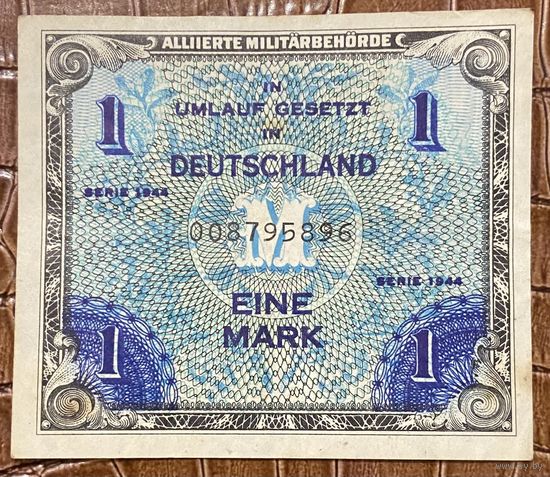 ALLIIERTE MILITÄRBEHÖRDE
1 1
IN
UMLAUF GESETZT
IN
DEUTSCHLAND
SERIE 1944
M
008795896
SERIE 1944
EINE
MARK
1 1